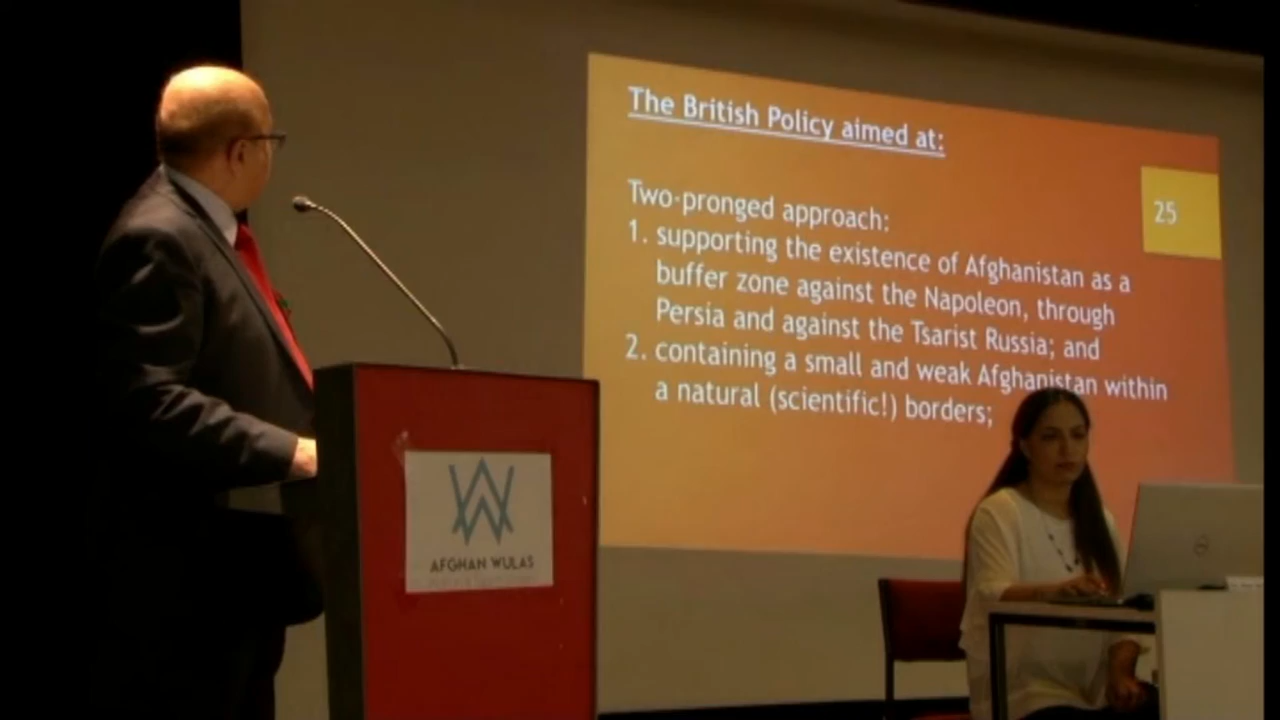 The British Policy aimed at:
25
Two-pronged approach:
1. supporting the existence of Afghanistan as a
buffer zone against the Napoleon, through
Persia and against the Tsarist Russia; and
2. containing a small and weak Afghanistan within
a natural (scientific!) borders;
AFGHAN WULAS